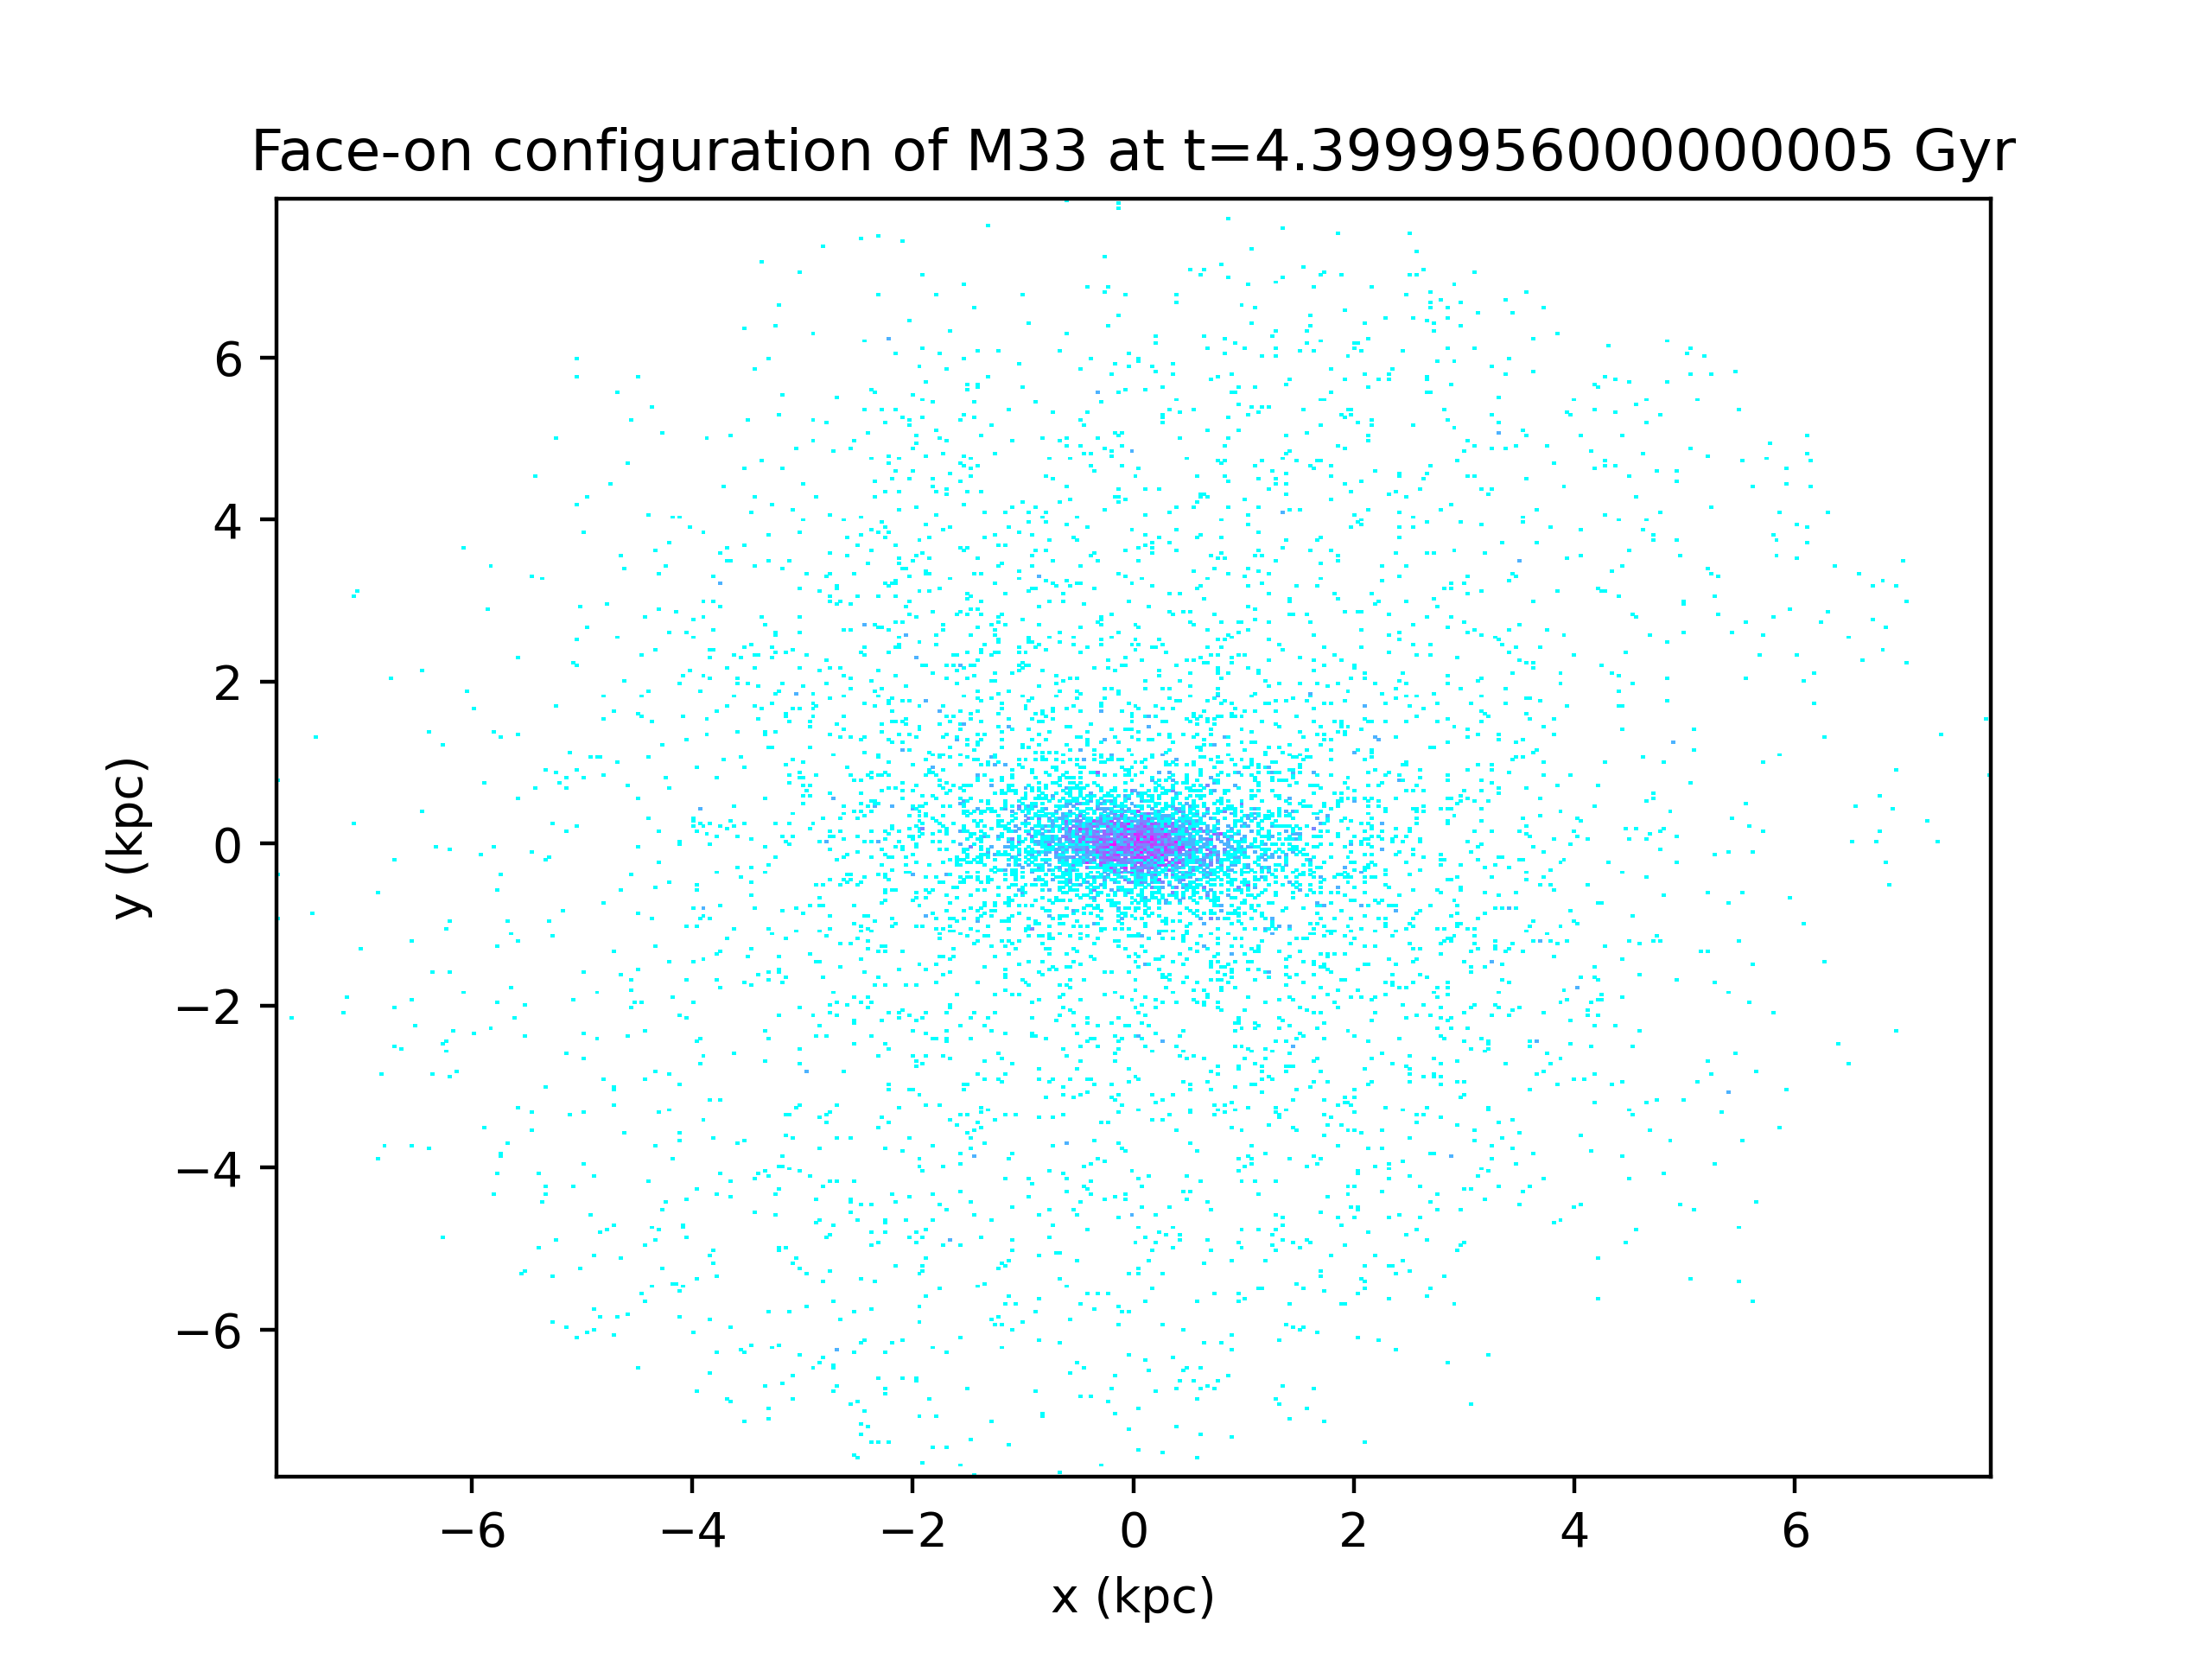 Face-on configuration of M33 at t=4.3999956000000005 Gyr
y (kpc)
6
4
2
0
−2
−4
−6
−6 −4 −2 0 2 4 6
x (kpc)